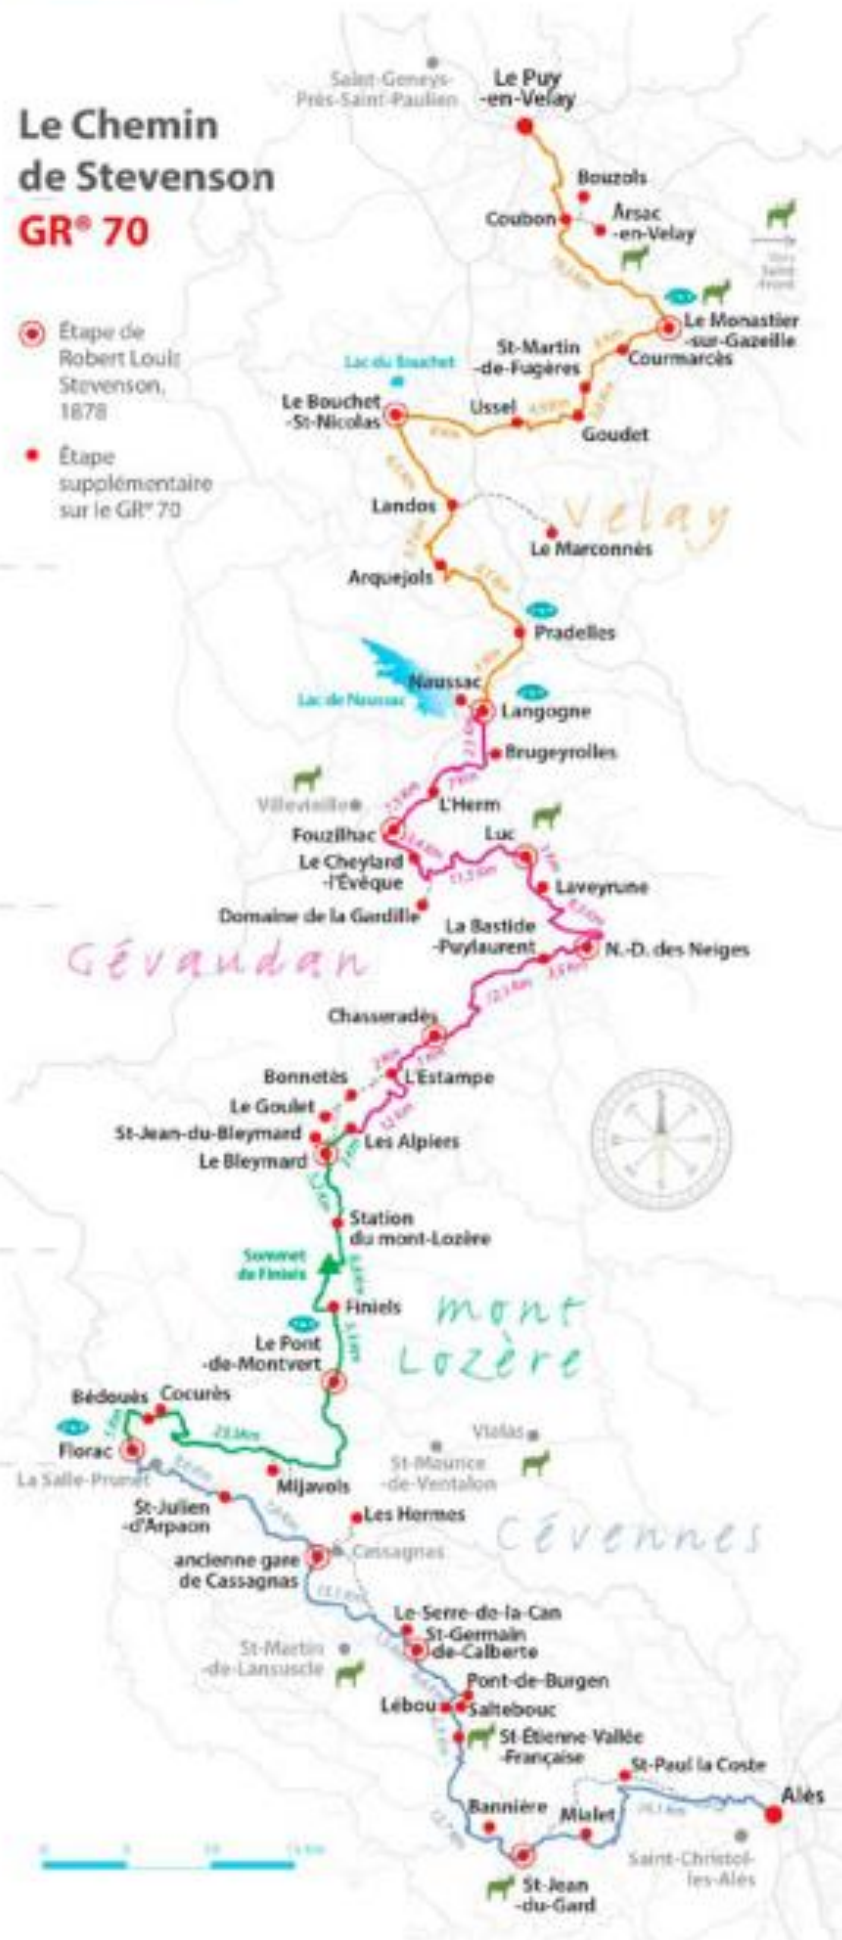 Saint-Geneys-
Près-Saint-Paulien
Le Puy
-en-Velay
Le Chemin
de Stevenson
GR® 70
Bouzols
Coubon
Arsac
-en-Velay
Étape de
Robert Louis
Stevenson,
1878
Étape
supplémentaire
sur le GR® 70
Le Monastier
-sur-Gazeille
Courmarcès
St-Martin
-de-Fugères
Lac du Bouchet
Le Bouchet
-St-Nicolas
Ussel
Goudet
Landos
Velay
Le Marconnès
Arquejols
Pradelles
Naussac
Lac de Naussac
Langogne
Brugeyrolles
Villevieille
L'Herm
Fouzilhac
Luc
Le Cheylard
-l'Évêque
Laveyrune
Domaine de la Gardille
La Bastide
-Puylaurent
N.-D. des Neiges
Gévaudan
Chasseradès
Bonnetès
L'Estampe
Le Goulet
St-Jean-du-Bleymard
Les Alpiers
Le Bleymard
Station
du mont-Lozère
Sommet
de Finiels
Finiels
mont
Lozère
Le Pont
-de-Montvert
Bédouès
Cocurès
Florac
La Salle-Prunet
Mijavols
Vialas
St-Maurice
-de-Ventalon
St-Julien
-d'Arpaon
Les Hermes
Cévennes
ancienne gare
de Cassagnas
Cassagnas
Le-Serre-de-la-Can
St-Germain
-de-Calberte
St-Martin
-de-Lansuscle
Pont-de-Burgen
Lébou
Saltebouc
St-Étienne-Vallée
-Française
St-Paul la Coste
Alès
Bannière
Mialet
Saint-Christol-
les-Alès
St-Jean
-du-Gard